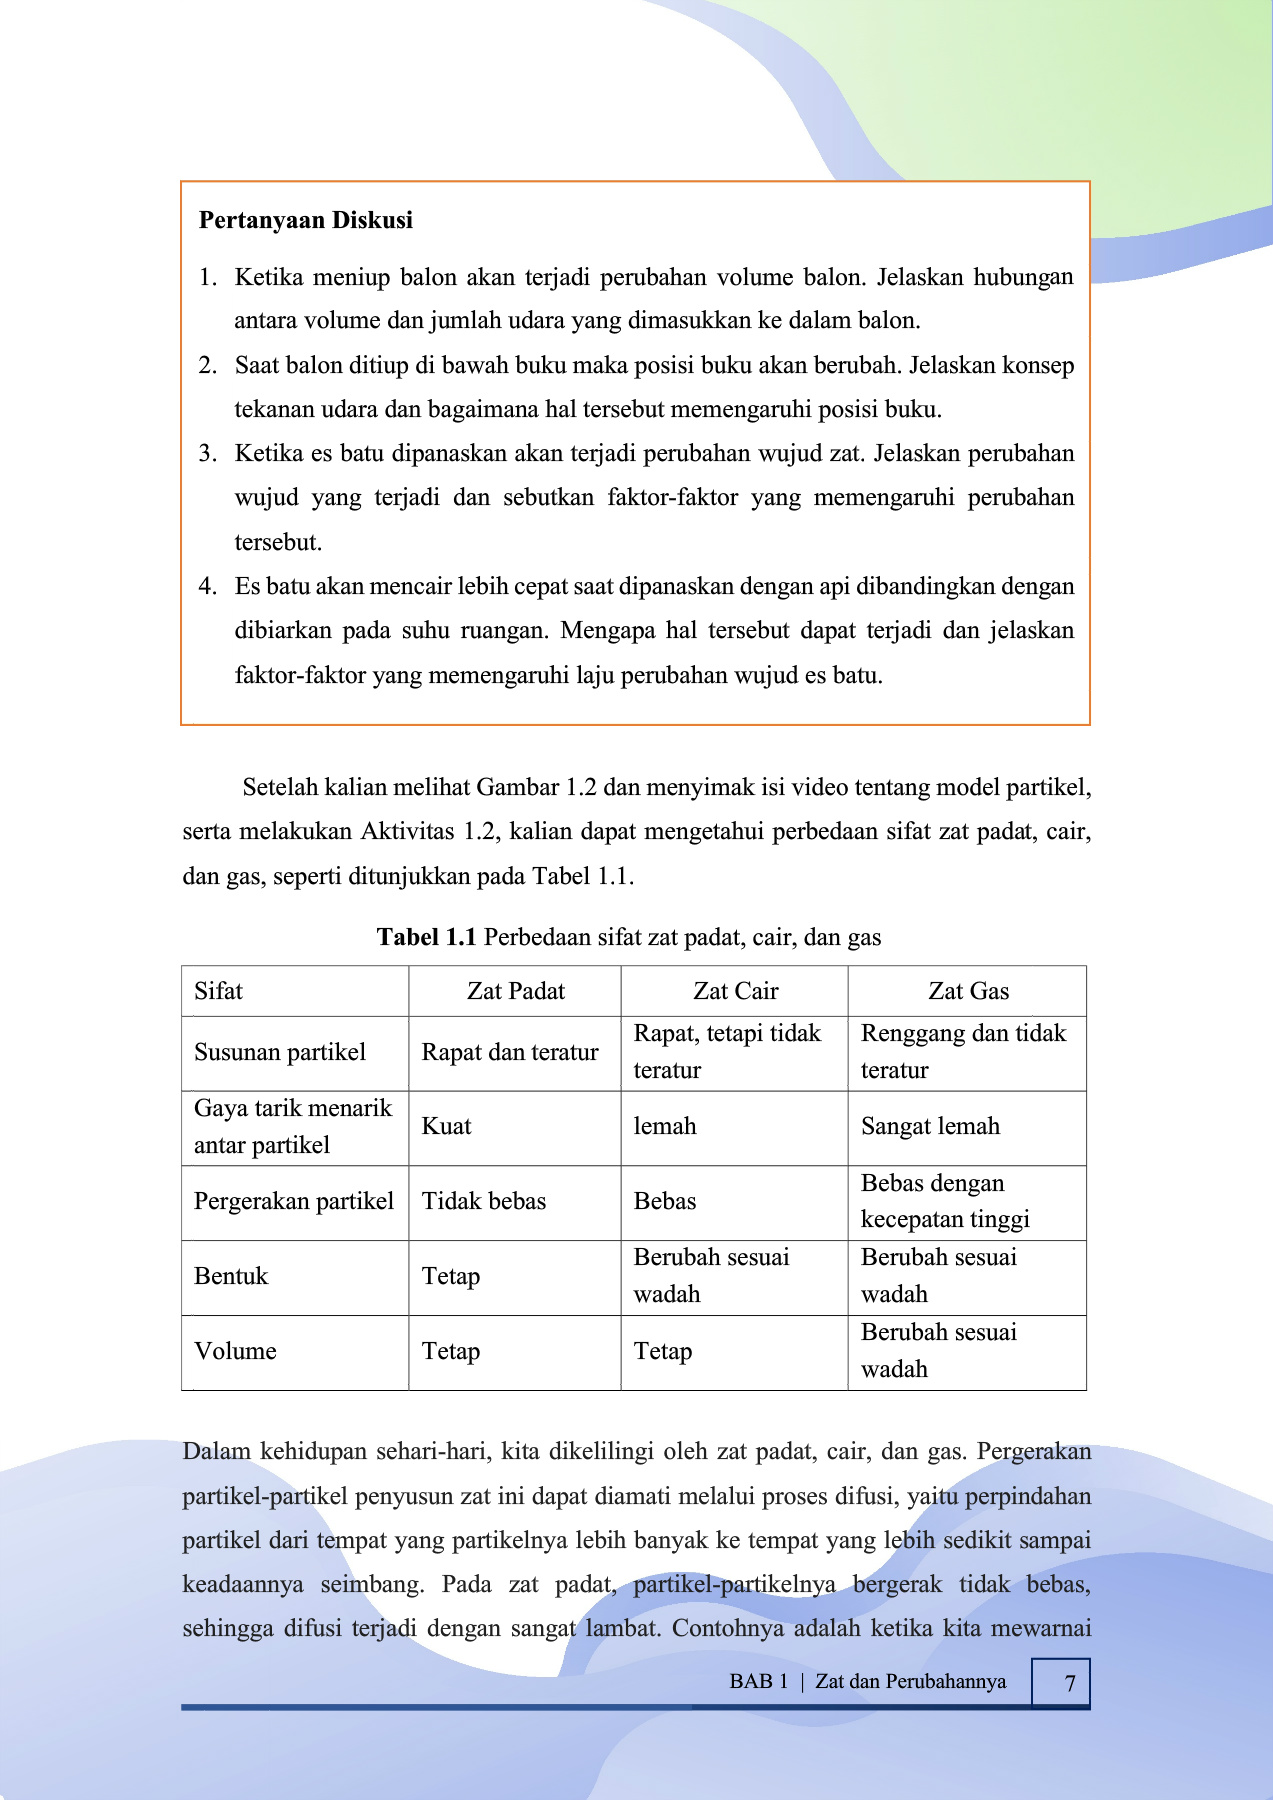 Pertanyaan Diskusi
1. Ketika meniup balon akan terjadi perubahan volume balon. Jelaskan hubungan
antara volume dan jumlah udara yang dimasukkan ke dalam balon.
2. Saat balon ditiup di bawah buku maka posisi buku akan berubah. Jelaskan konsep
tekanan udara dan bagaimana hal tersebut memengaruhi posisi buku.
3. Ketika es batu dipanaskan akan terjadi perubahan wujud zat. Jelaskan perubahan
wujud yang terjadi dan sebutkan faktor-faktor yang memengaruhi perubahan
tersebut.
4. Es batu akan mencair lebih cepat saat dipanaskan dengan api dibandingkan dengan
dibiarkan pada suhu ruangan. Mengapa hal tersebut dapat terjadi dan jelaskan
faktor-faktor yang memengaruhi laju perubahan wujud es batu.
Setelah kalian melihat Gambar 1.2 dan menyimak isi video tentang model partikel,
serta melakukan Aktivitas 1.2, kalian dapat mengetahui perbedaan sifat zat padat, cair,
dan gas, seperti ditunjukkan pada Tabel 1.1.
Tabel 1.1 Perbedaan sifat zat padat, cair, dan gas
Sifat Zat Padat Zat Cair Zat Gas
Susunan partikel Rapat dan teratur Rapat, tetapi tidak
teratur Renggang dan tidak
teratur
Gaya tarik menarik
antar partikel Kuat lemah Sangat lemah
Pergerakan partikel Tidak bebas Bebas Bebas dengan
kecepatan tinggi
Bentuk Tetap Berubah sesuai
wadah Berubah sesuai
wadah
Volume Tetap Tetap Berubah sesuai
wadah
Dalam kehidupan sehari-hari, kita dikelilingi oleh zat padat, cair, dan gas. Pergerakan
partikel-partikel penyusun zat ini dapat diamati melalui proses difusi, yaitu perpindahan
partikel dari tempat yang partikelnya lebih banyak ke tempat yang lebih sedikit sampai
keadaannya seimbang. Pada zat padat, partikel-partikelnya bergerak tidak bebas,
sehingga difusi terjadi dengan sangat lambat. Contohnya adalah ketika kita mewarnai
BAB 1 | Zat dan Perubahannya 7